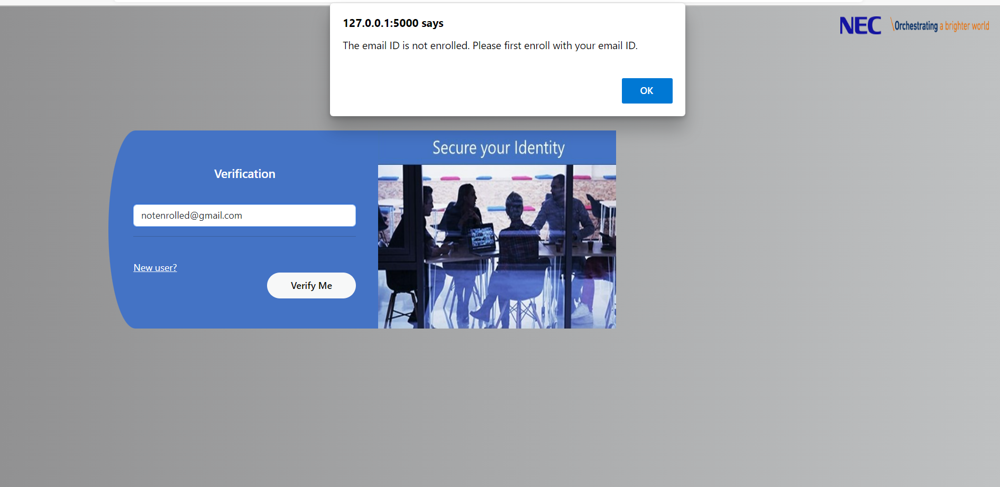 127.0.0.1:5000 says
The email ID is not enrolled. Please first enroll with your email ID.
OK
NEC \Orchestrating a brighter world
Secure your Identity
Verification
notenrolled@gmail.com
New user?
Verify Me